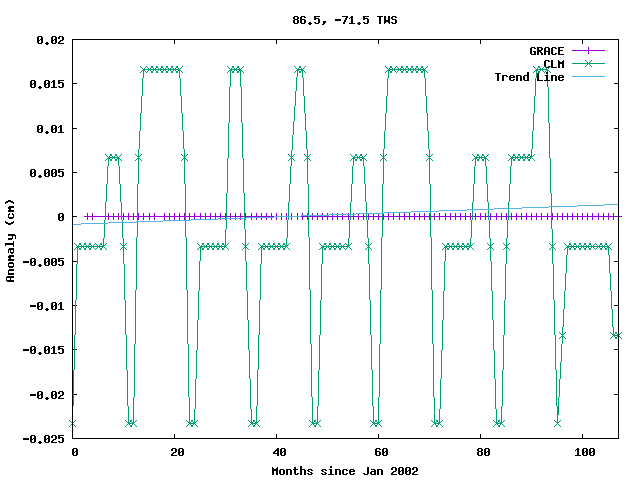 86.5, -71.5 TWS
GRACE
CLM
Trend Line
0.02
0.015
0.01
0.005
0
-0.005
-0.01
-0.015
-0.02
-0.025
Anomaly (cm)
0 20 40 60 80 100
Months since Jan 2002